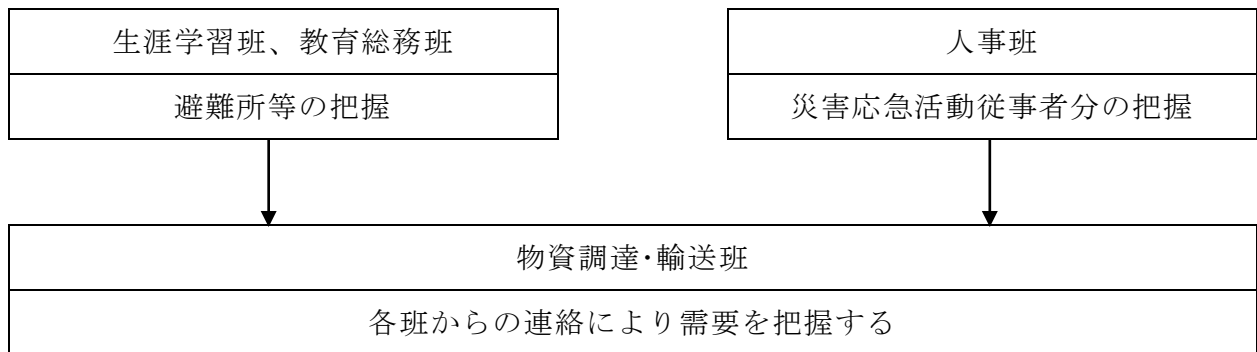 生涯学習班、教育総務班
避難所等の把握
人事班
災害応急活動従事者分の把握
物資調達･輸送班
各班からの連絡により需要を把握する